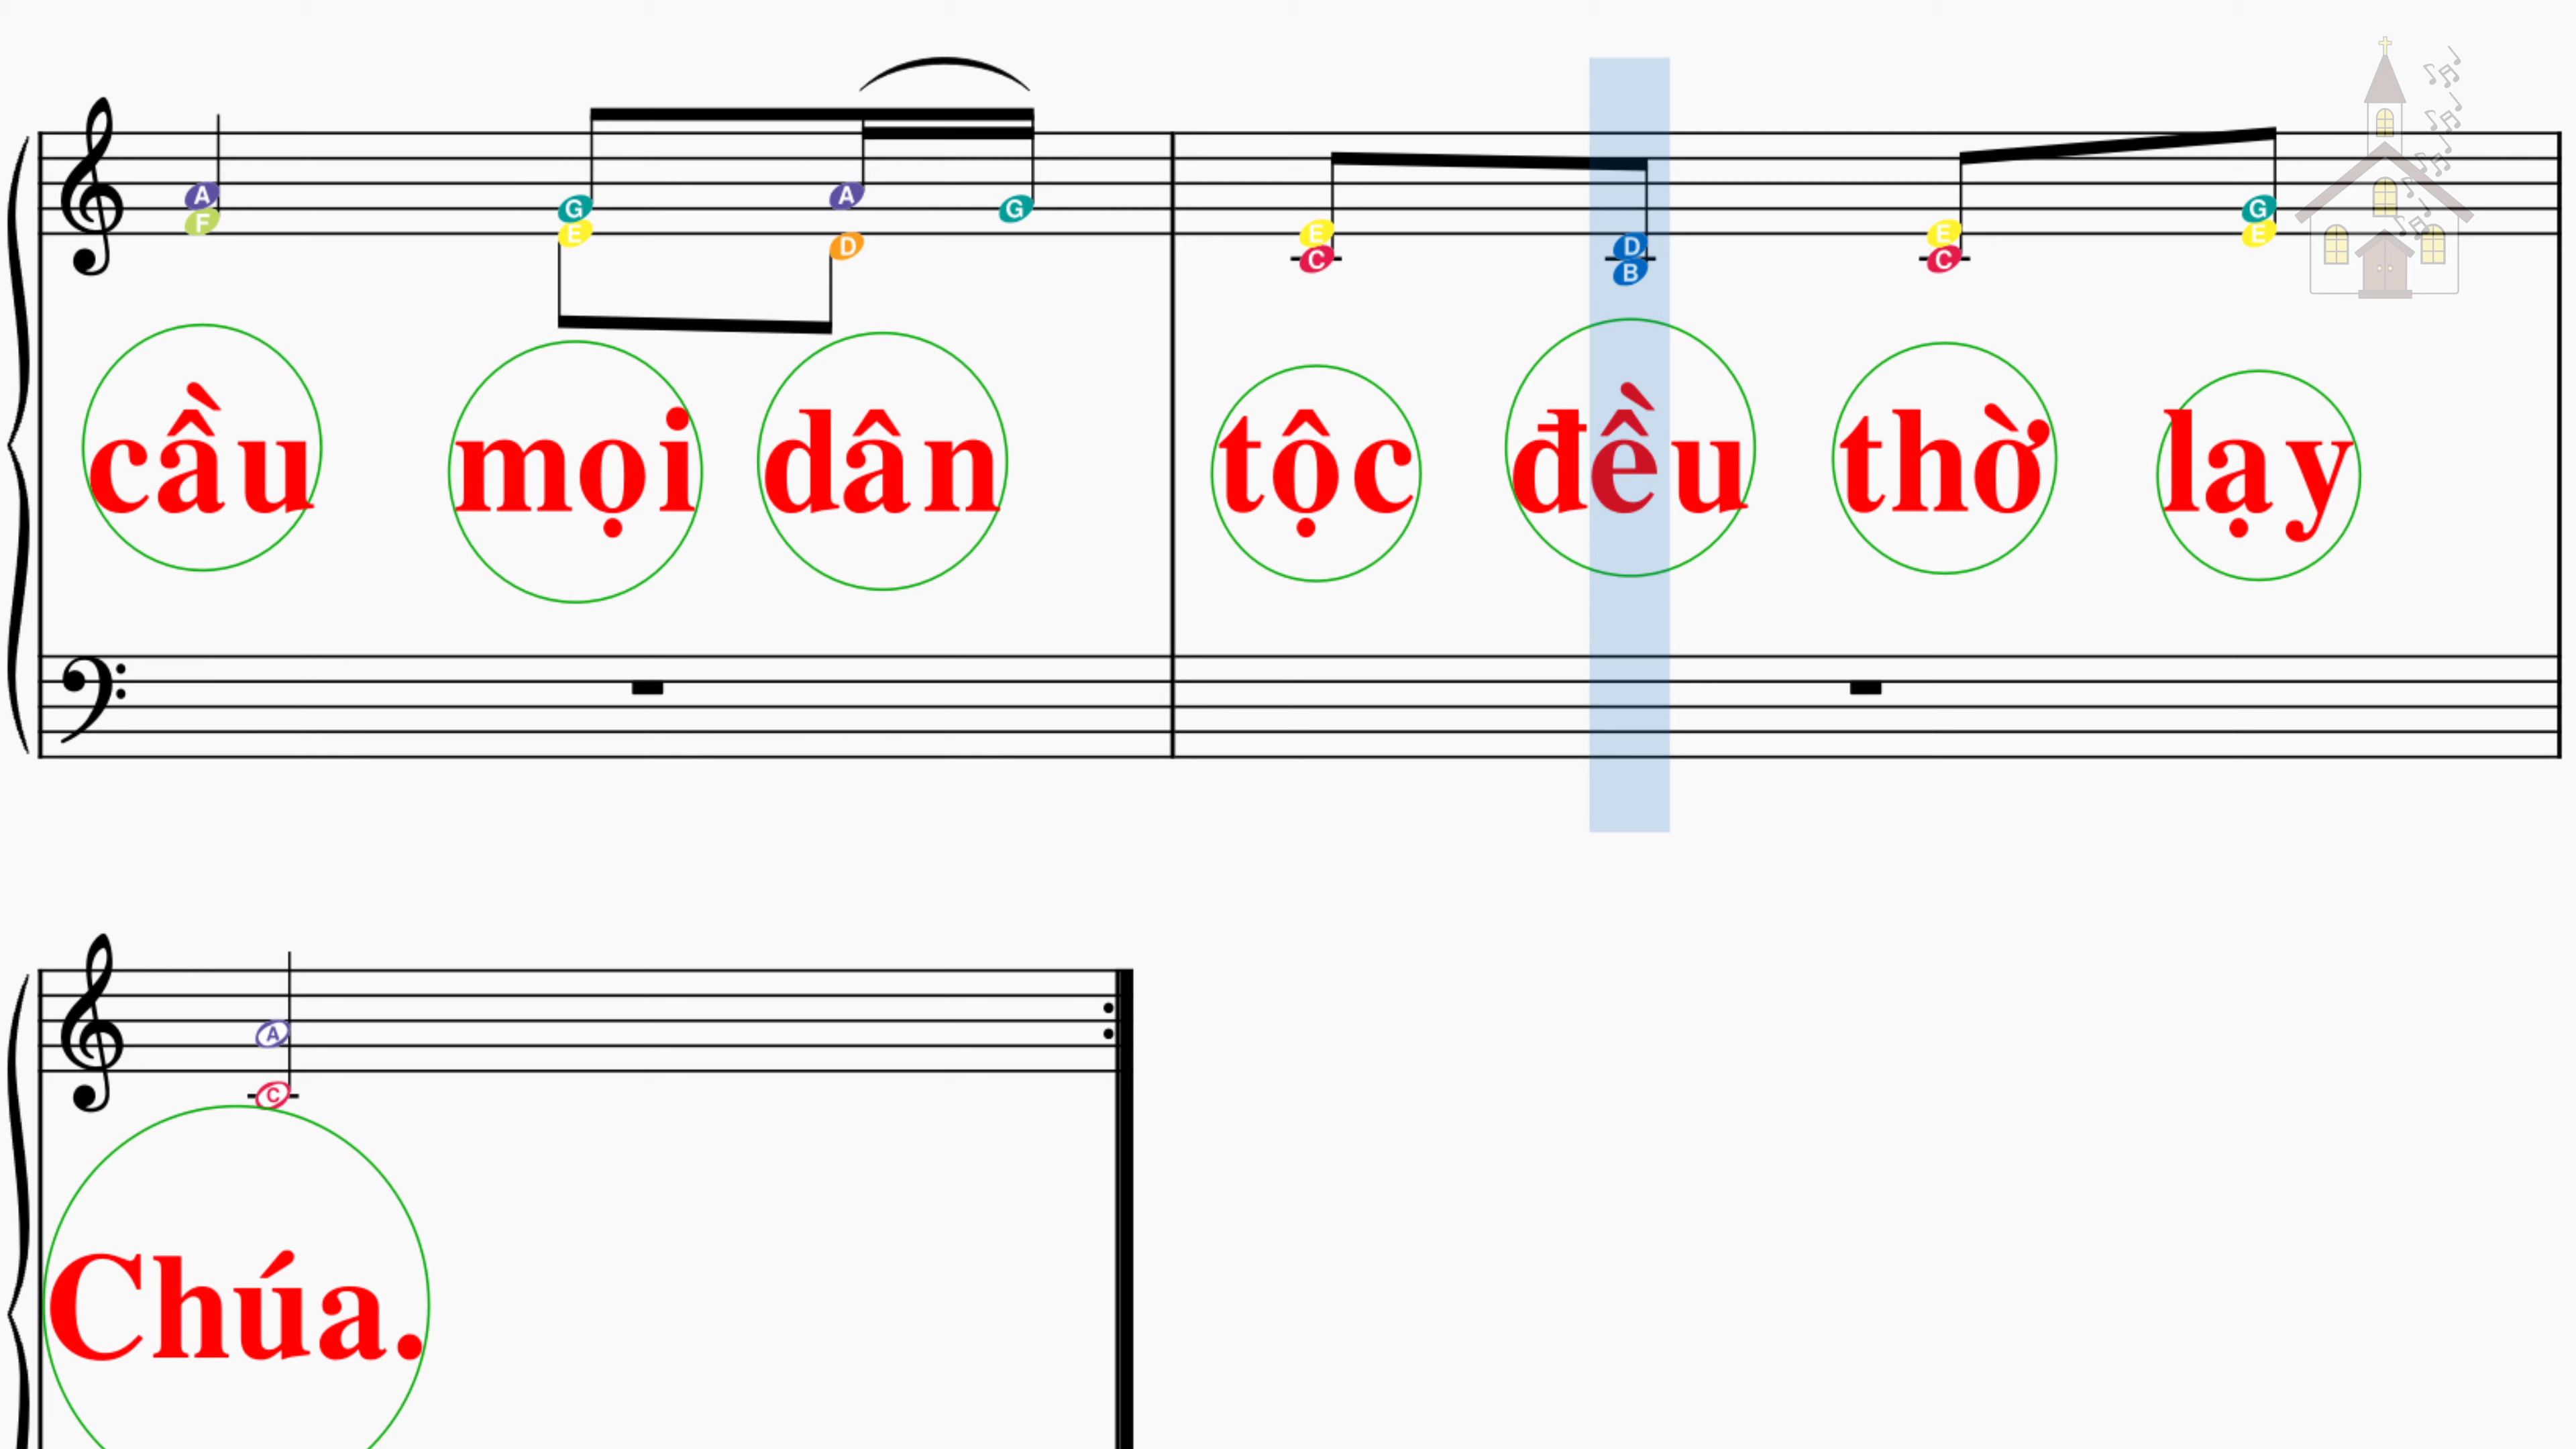 A G A G E D E G
F E D C B C E
cầu mọi dân tộc đều thờ lạy
A
C
Chúa.